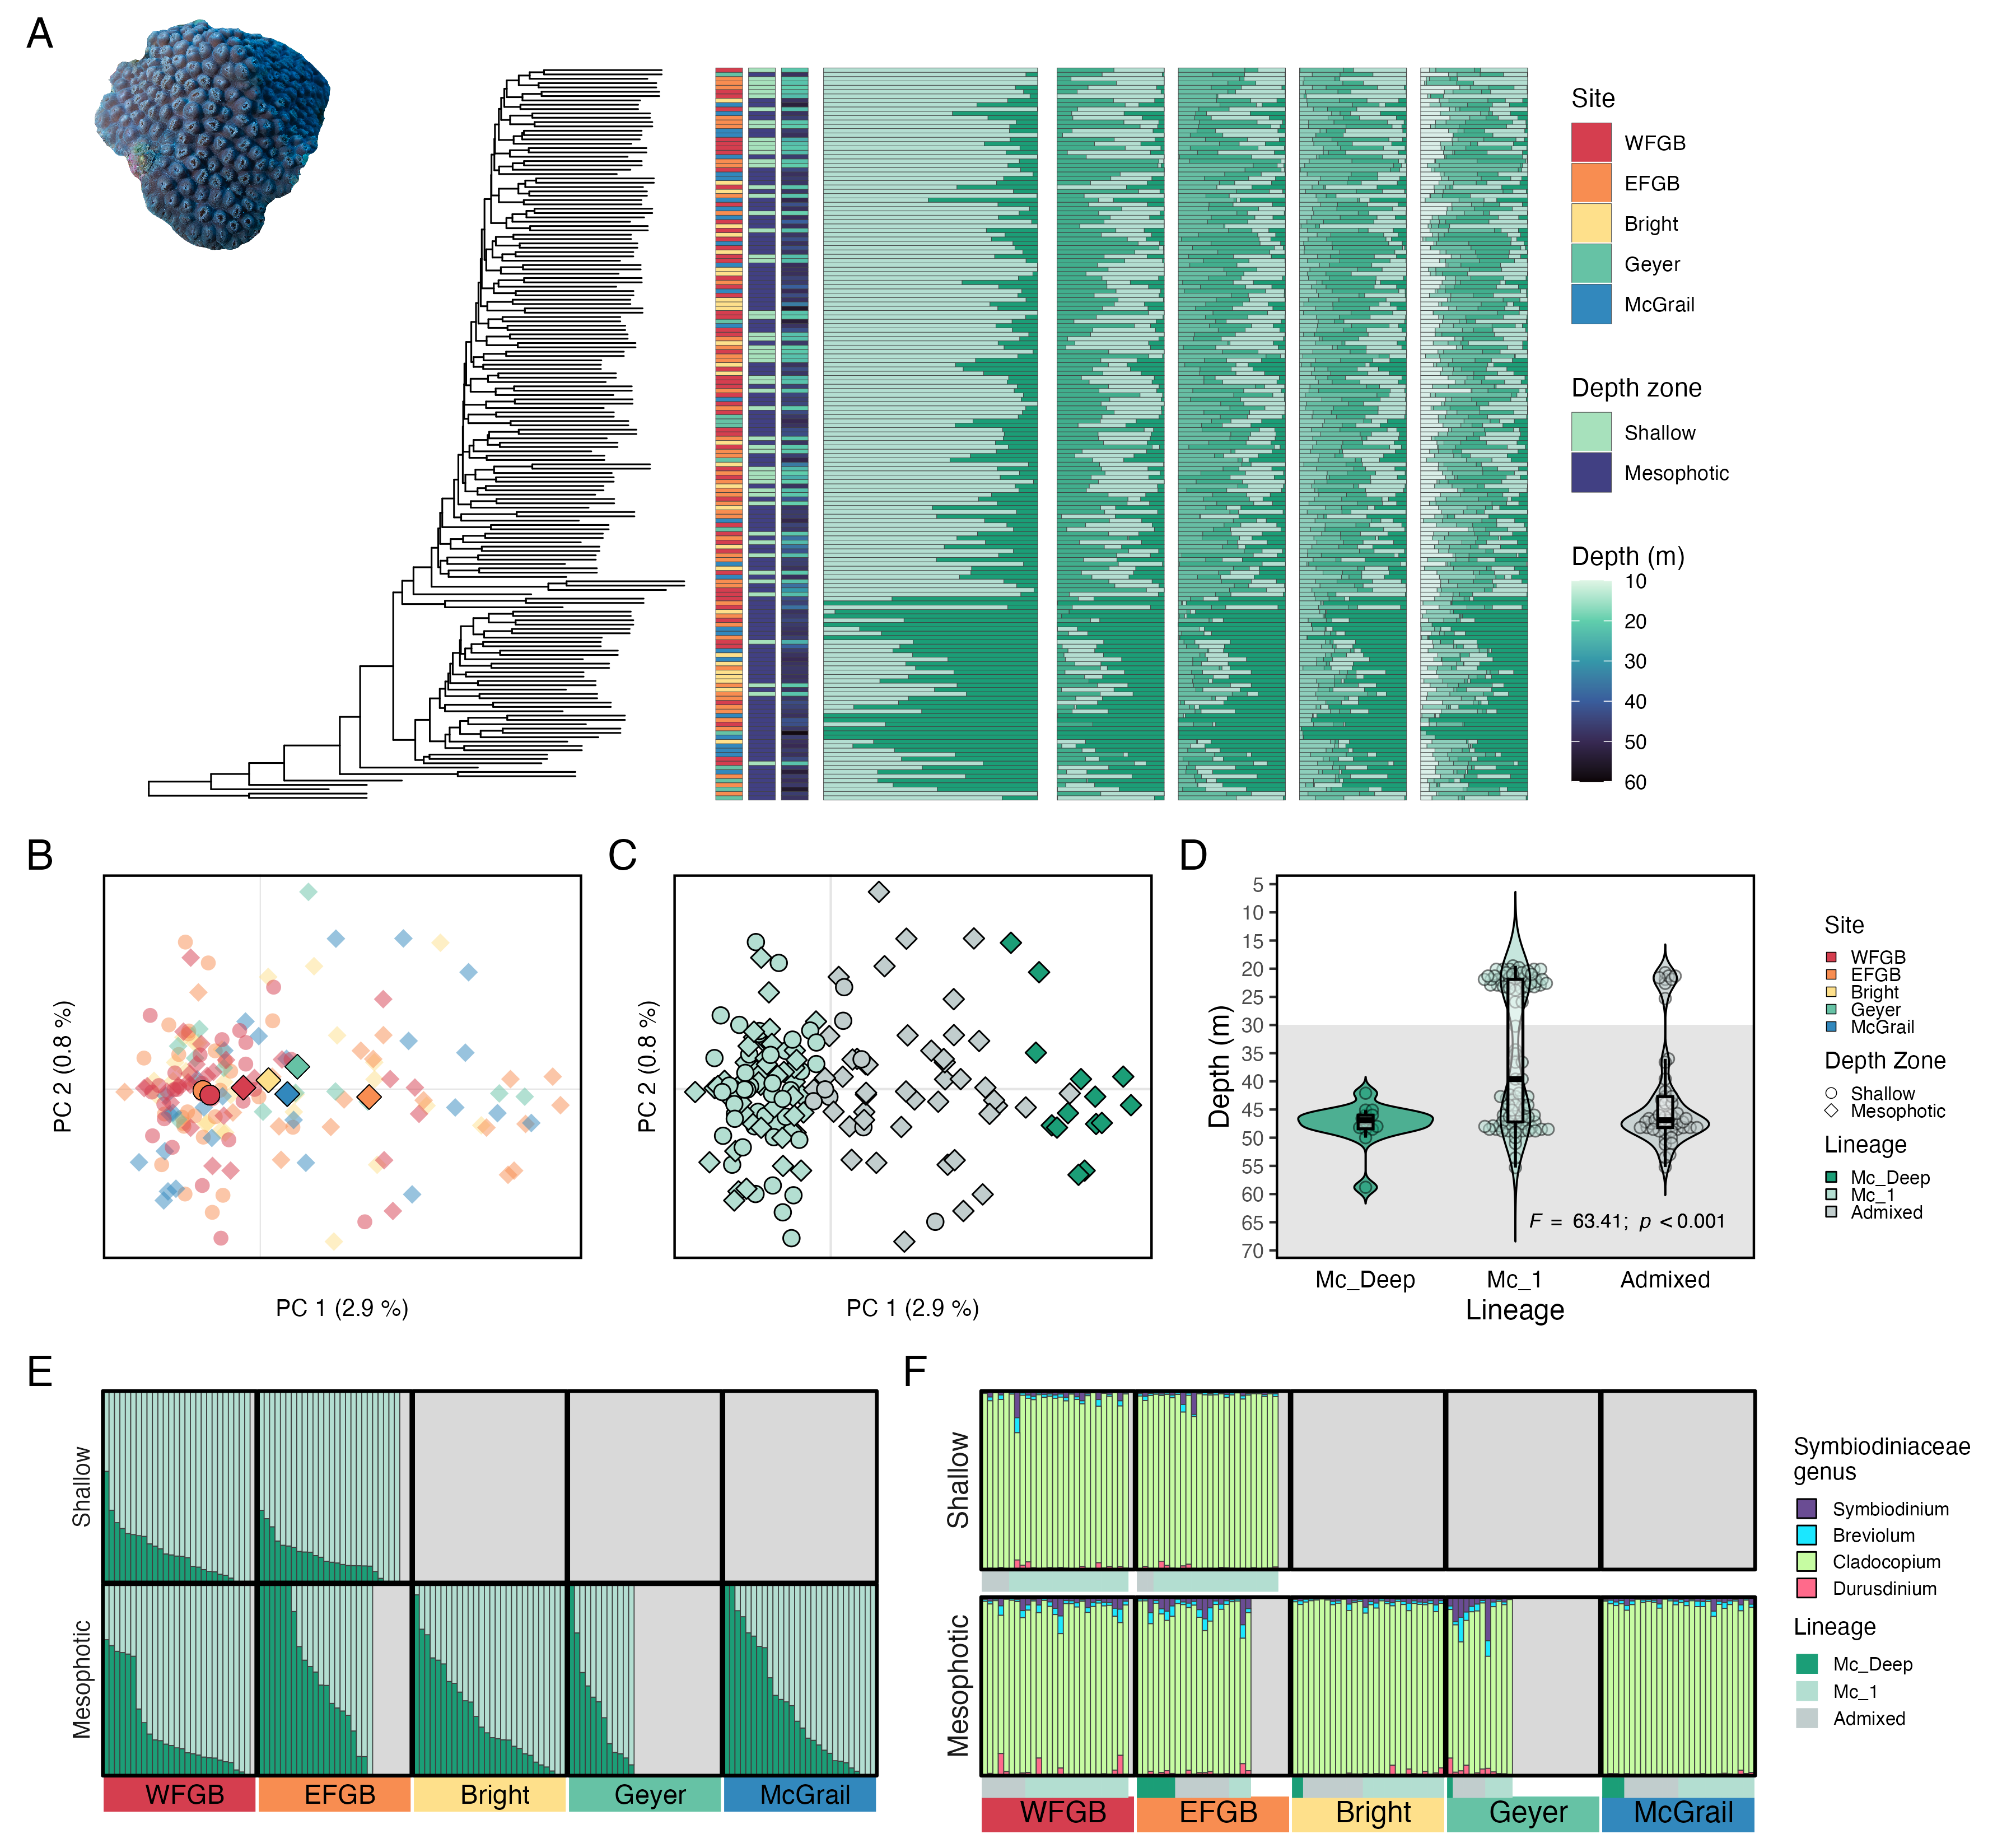 A
Site
WFGB
EFGB
Bright
Geyer
McGrail
Depth zone
Shallow
Mesophotic
Depth (m)
10
20
30
40
50
60
B
PC 2 (0.8 %)
PC 1 (2.9 %)
C
PC 2 (0.8 %)
PC 1 (2.9 %)
D
Depth (m)
5
10
15
20
25
30
35
40
45
50
55
60
65
70
F = 63.41; p < 0.001
Mc_Deep
Mc_1
Admixed
Lineage
Site
WFGB
EFGB
Bright
Geyer
McGrail
Depth Zone
Shallow
Mesophotic
Lineage
Mc_Deep
Mc_1
Admixed
E
Shallow
Mesophotic
WFGB
EFGB
Bright
Geyer
McGrail
F
Shallow
Mesophotic
WFGB
EFGB
Bright
Geyer
McGrail
Symbiodiniaceae
genus
Symbiodinium
Breviolum
Cladocopium
Durusdinium
Lineage
Mc_Deep
Mc_1
Admixed